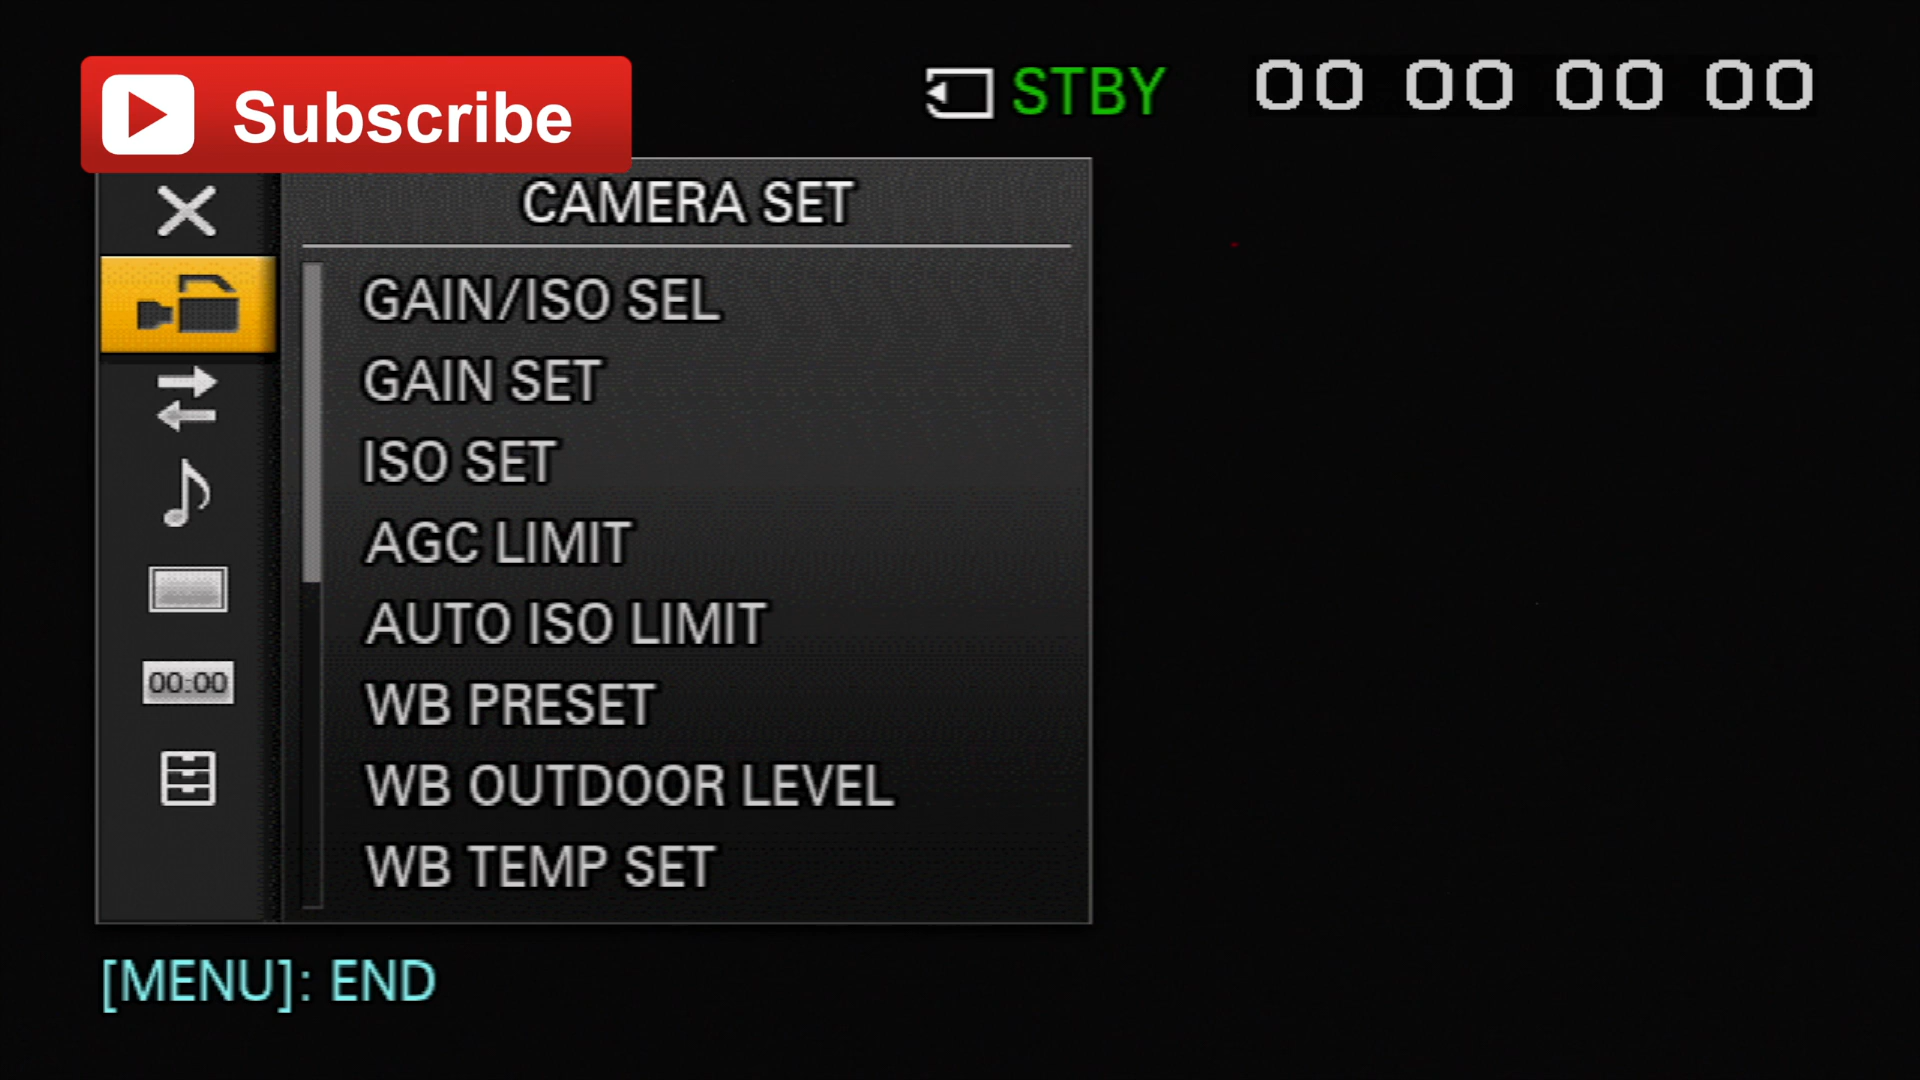 Subscribe
STBY 00 00 00 00
CAMERA SET
GAIN/ISO SEL
GAIN SET
ISO SET
AGC LIMIT
AUTO ISO LIMIT
00:00
WB PRESET
WB OUTDOOR LEVEL
WB TEMP SET
[MENU]: END